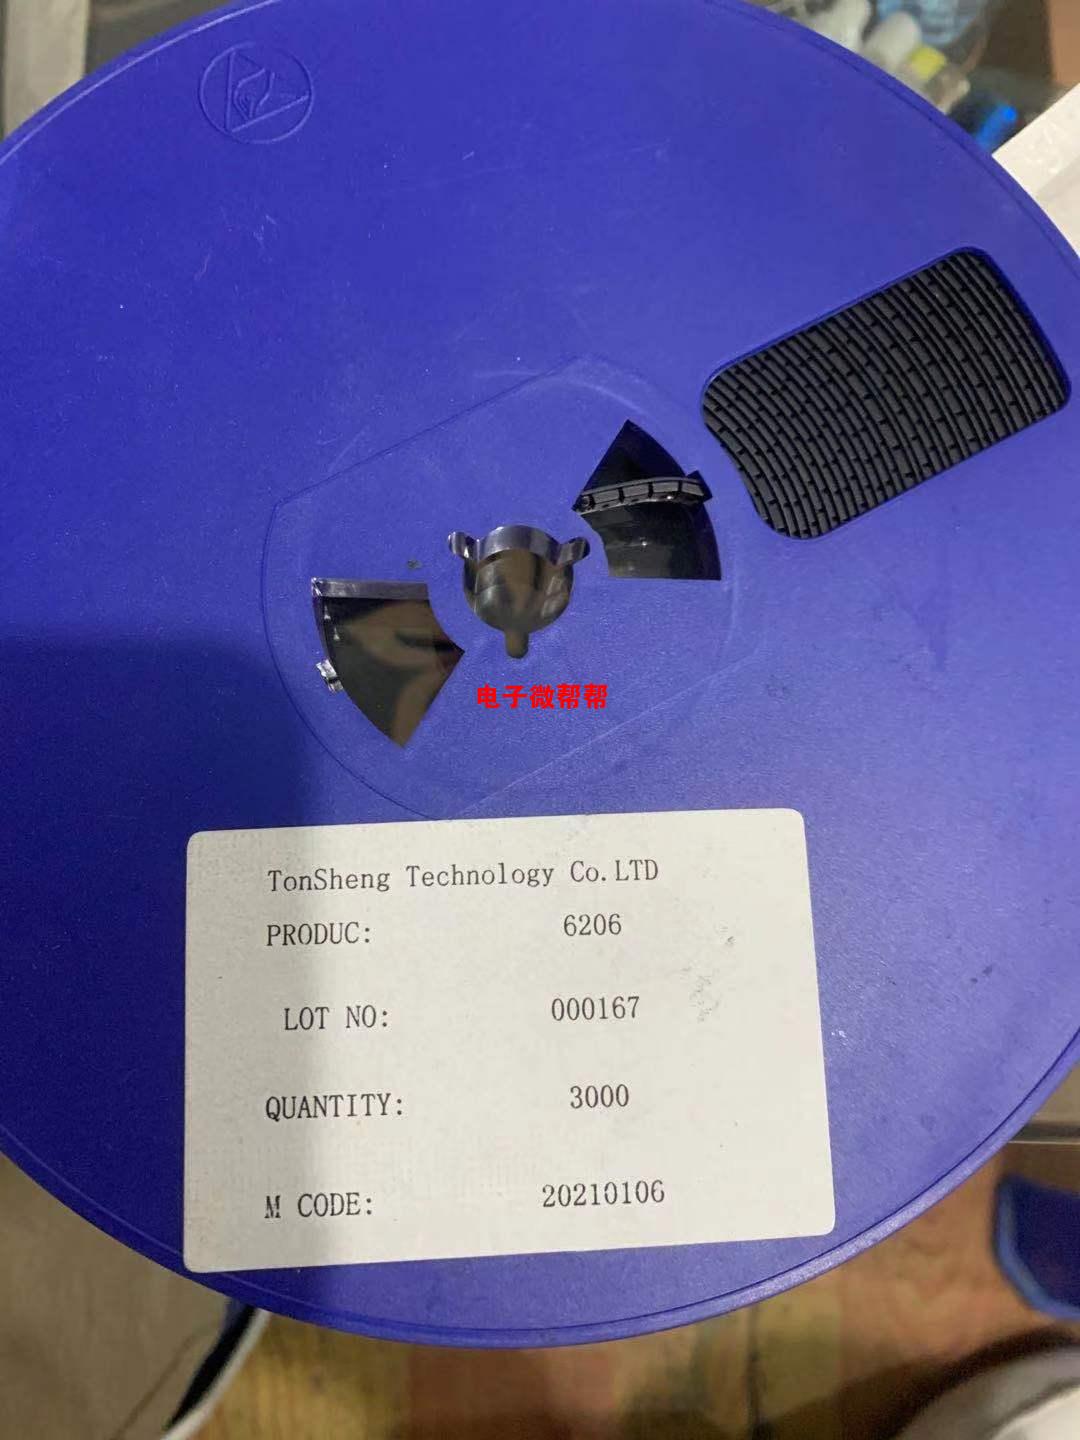 电子微帮帮
TonSheng Technology Co.LTD
PRODUC: 6206
LOT NO: 000167
QUANTITY: 3000
M CODE: 20210106